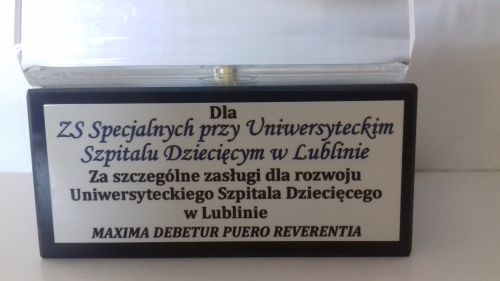 Dla
ZS Specjalnych przy Uniwersyteckim
Szpitalu Dziecięcym w Lublinie
Za szczególne zasługi dla rozwoju
Uniwersyteckiego Szpitala Dziecięcego
w Lublinie
MAXIMA DEBETUR PUERO REVERENTIA